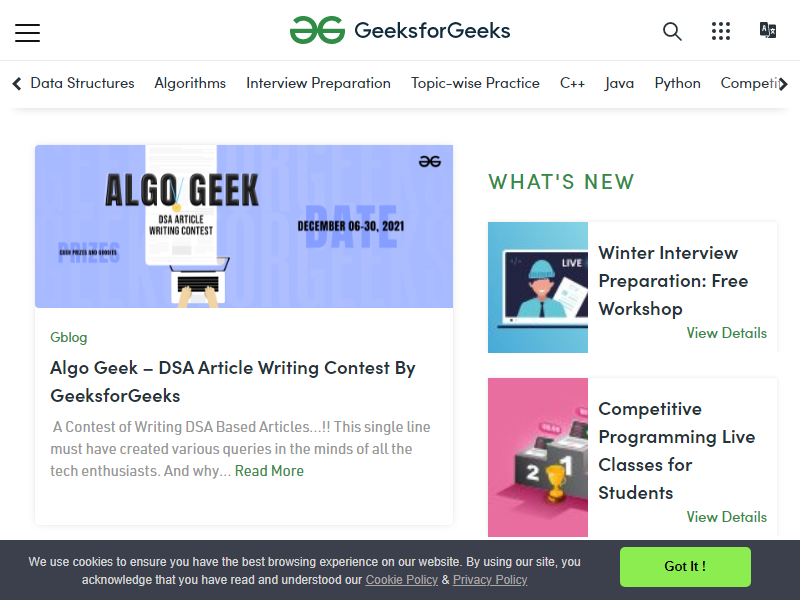 GeeksforGeeks
Data Structures Algorithms Interview Preparation Topic-wise Practice C++ Java Python Competi
ALGO GEEK
DSA ARTICLE
WRITING CONTEST
DECEMBER 06-30, 2021
DATE
PRIZES
CASH PRIZES AND GOODIES
Gblog
Algo Geek – DSA Article Writing Contest By
GeeksforGeeks
A Contest of Writing DSA Based Articles...!! This single line
must have created various queries in the minds of all the
tech enthusiasts. And why... Read More
WHAT'S NEW
LIVE
Winter Interview
Preparation: Free
Workshop
View Details
2 1
Competitive
Programming Live
Classes for
Students
View Details
We use cookies to ensure you have the best browsing experience on our website. By using our site, you
acknowledge that you have read and understood our Cookie Policy & Privacy Policy
Got It !